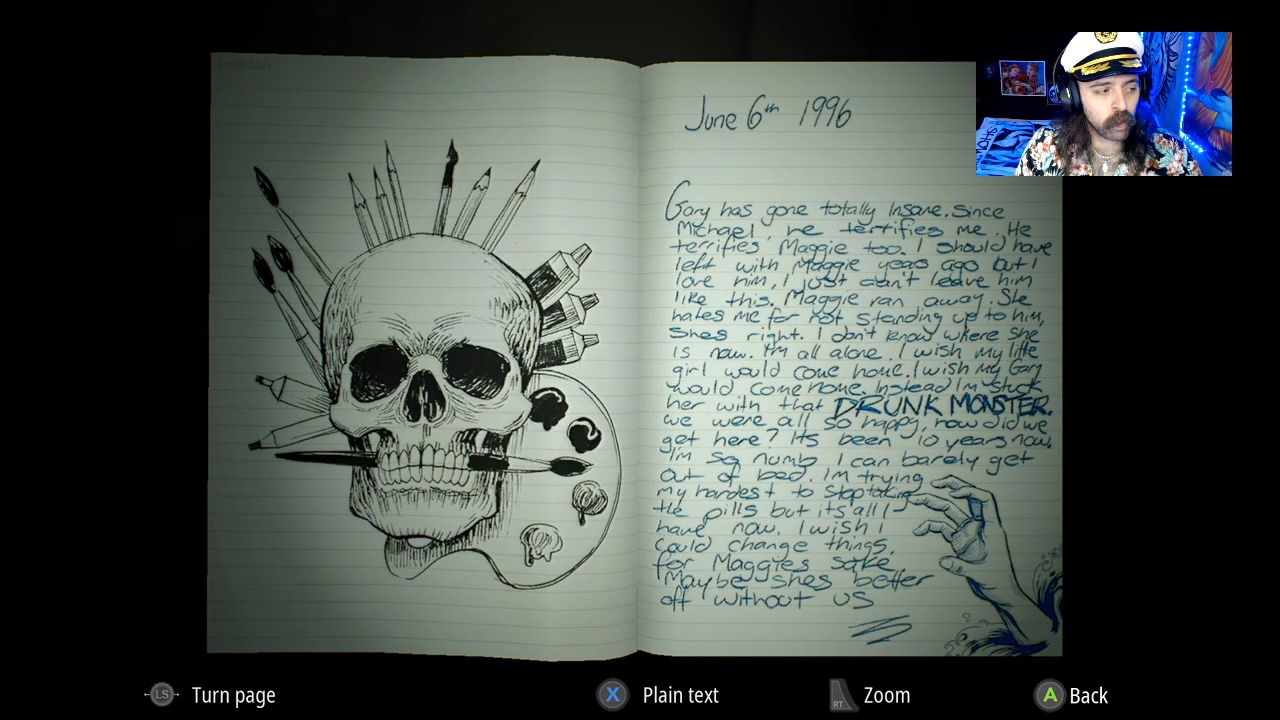 June 6th 1996
Gary has gone totally Insane. Since
Michael, he terrifies me. He
terrifies Maggie too. I should have
left with Maggie years ago but I
love him, I just can't leave him
like this. Maggie ran away. She
hates me for not standing up to him,
Shes right. I don't know where she
is now. I'm all alone. I wish my little
girl would come home. I wish my Gary
would come home. Instead I'm stuck
her with that DRUNK MONSTER.
we were all so happy, how did we
get here? Its been 10 years now,
I'm so numb, I can barely get
out of bed. I'm trying
my hardest to stop taking
the pills but its all I
have now. I wish I
could change things,
for Maggies sake
Maybe shes better
off without us
LS Turn page
X Plain text
RT Zoom
A Back